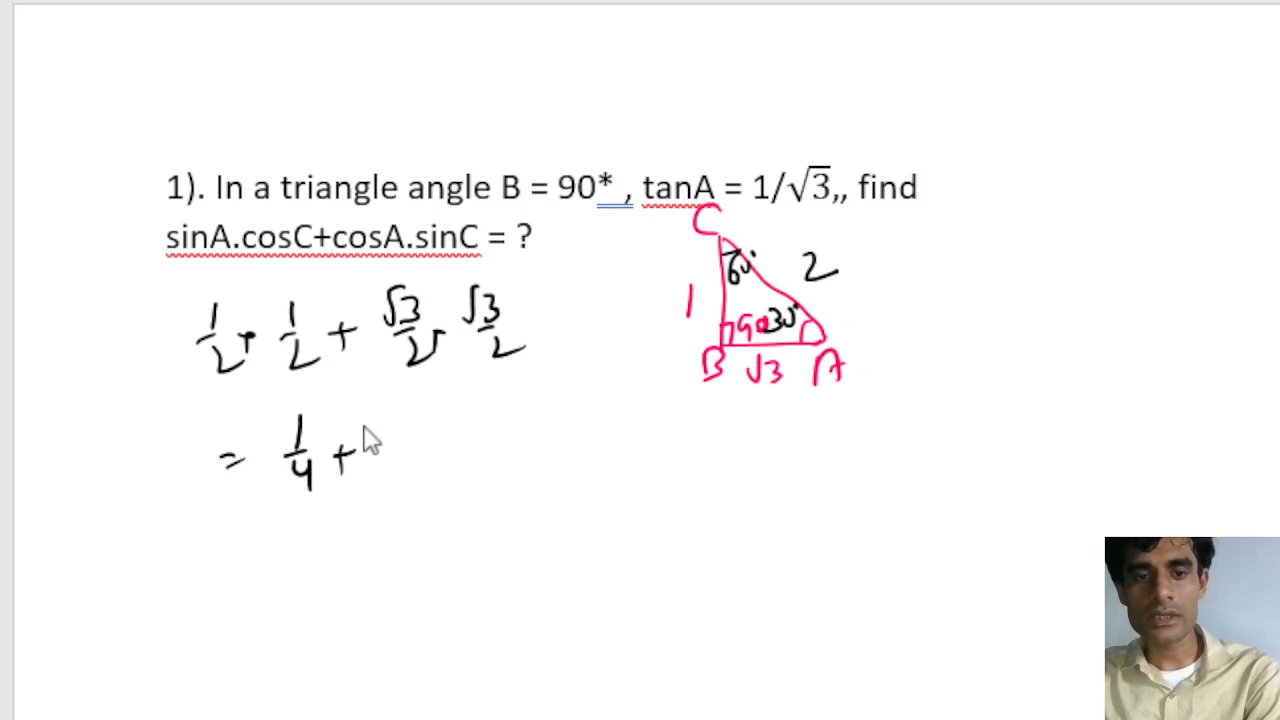 1). In a triangle angle B = 90* , tanA = 1/√3,, find
sinA.cosC+cosA.sinC = ?
C
60°
2
1
1/2 . 1/2 + √3/2 . √3/2
90 30°
B √3 A
= 1/4 +